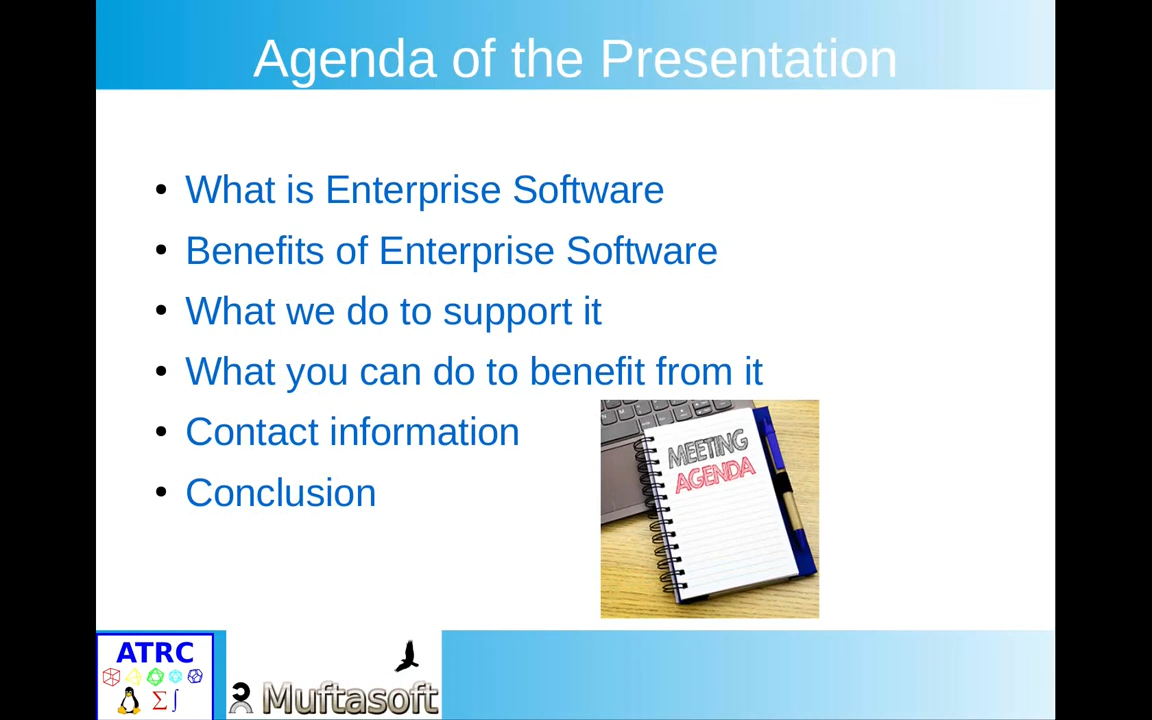 Agenda of the Presentation
• What is Enterprise Software
• Benefits of Enterprise Software
• What we do to support it
• What you can do to benefit from it
• Contact information
• Conclusion
MEETING
AGENDA
ATRC
Σ∫
Muftasoft